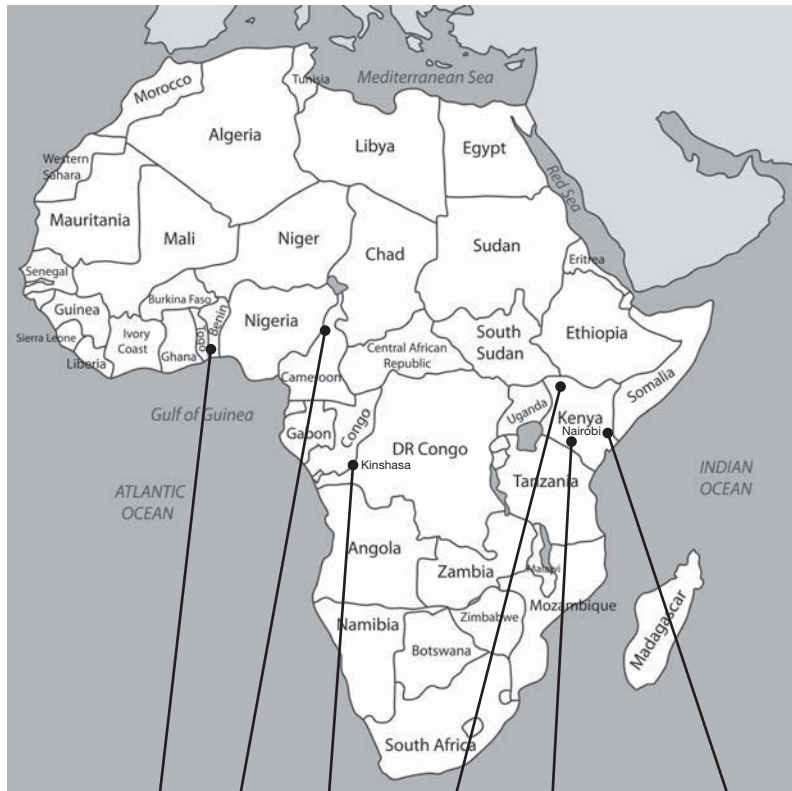 Mediterranean Sea
Tunisia
Morocco
Algeria
Libya
Egypt
Western
Sahara
Red Sea
Mauritania
Mali
Niger
Chad
Sudan
Eritrea
Senegal
Burkina Faso
Guinea
Benin
Nigeria
Togo
Sierra Leone
Ivory
Coast
Ghana
Liberia
Central African
Republic
South
Sudan
Ethiopia
Somalia
Cameroon
Gulf of Guinea
Gabon
Congo
DR Congo
Uganda
Kenya
Nairobi
Kinshasa
Tanzania
INDIAN
OCEAN
ATLANTIC
OCEAN
Angola
Zambia
Malawi
Mozambique
Madagascar
Namibia
Zimbabwe
Botswana
South Africa